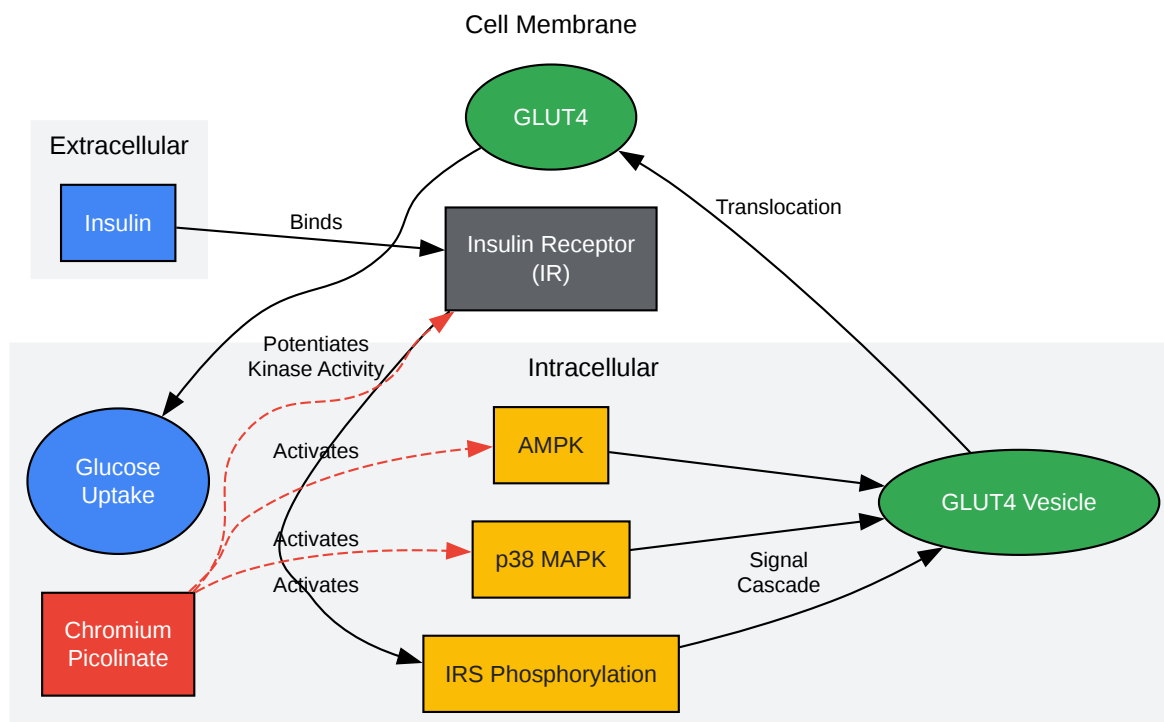 Cell Membrane
GLUT4
Extracellular
Insulin
Binds
Insulin Receptor
(IR)
Translocation
Potentiates
Kinase Activity
Intracellular
Glucose
Uptake
Activates
AMPK
GLUT4 Vesicle
Activates
p38 MAPK
Signal
Cascade
Activates
Chromium
Picolinate
IRS Phosphorylation